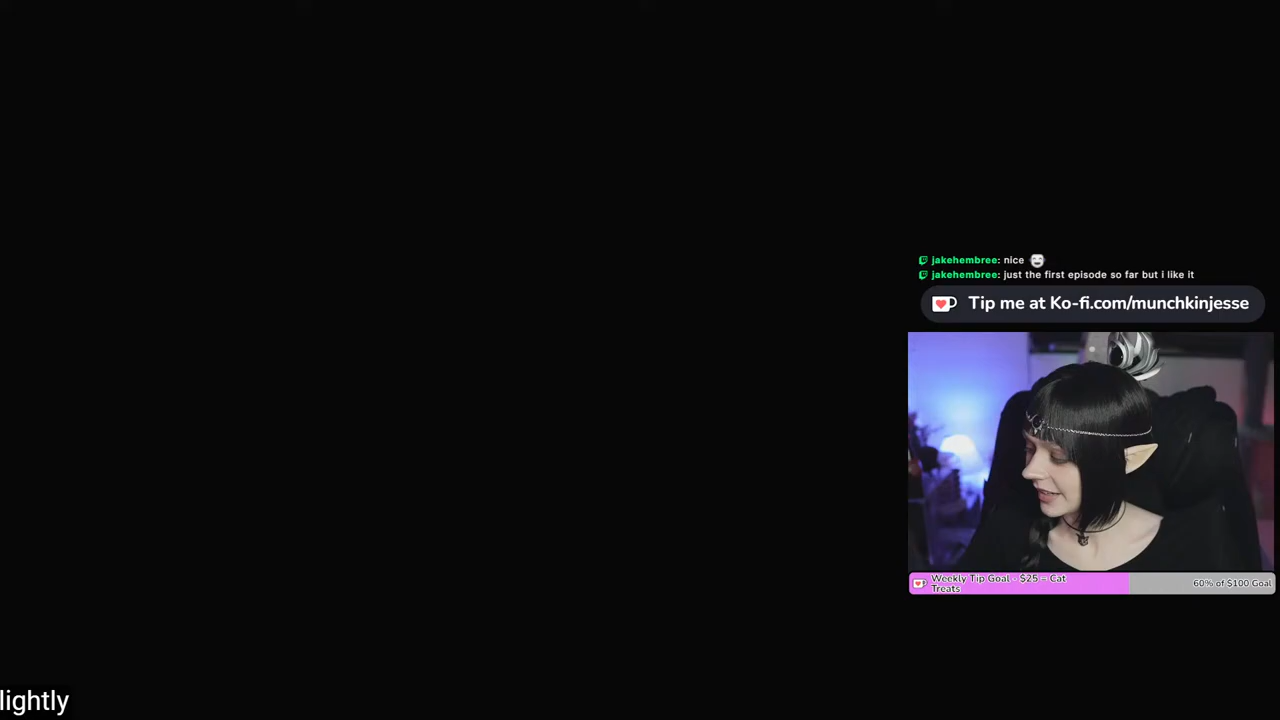 jakehembree: nice
jakehembree: just the first episode so far but i like it
Tip me at Ko-fi.com/munchkinjesse
Weekly Tip Goal - $25 = Cat
Treats
60% of $100 Goal
lightly